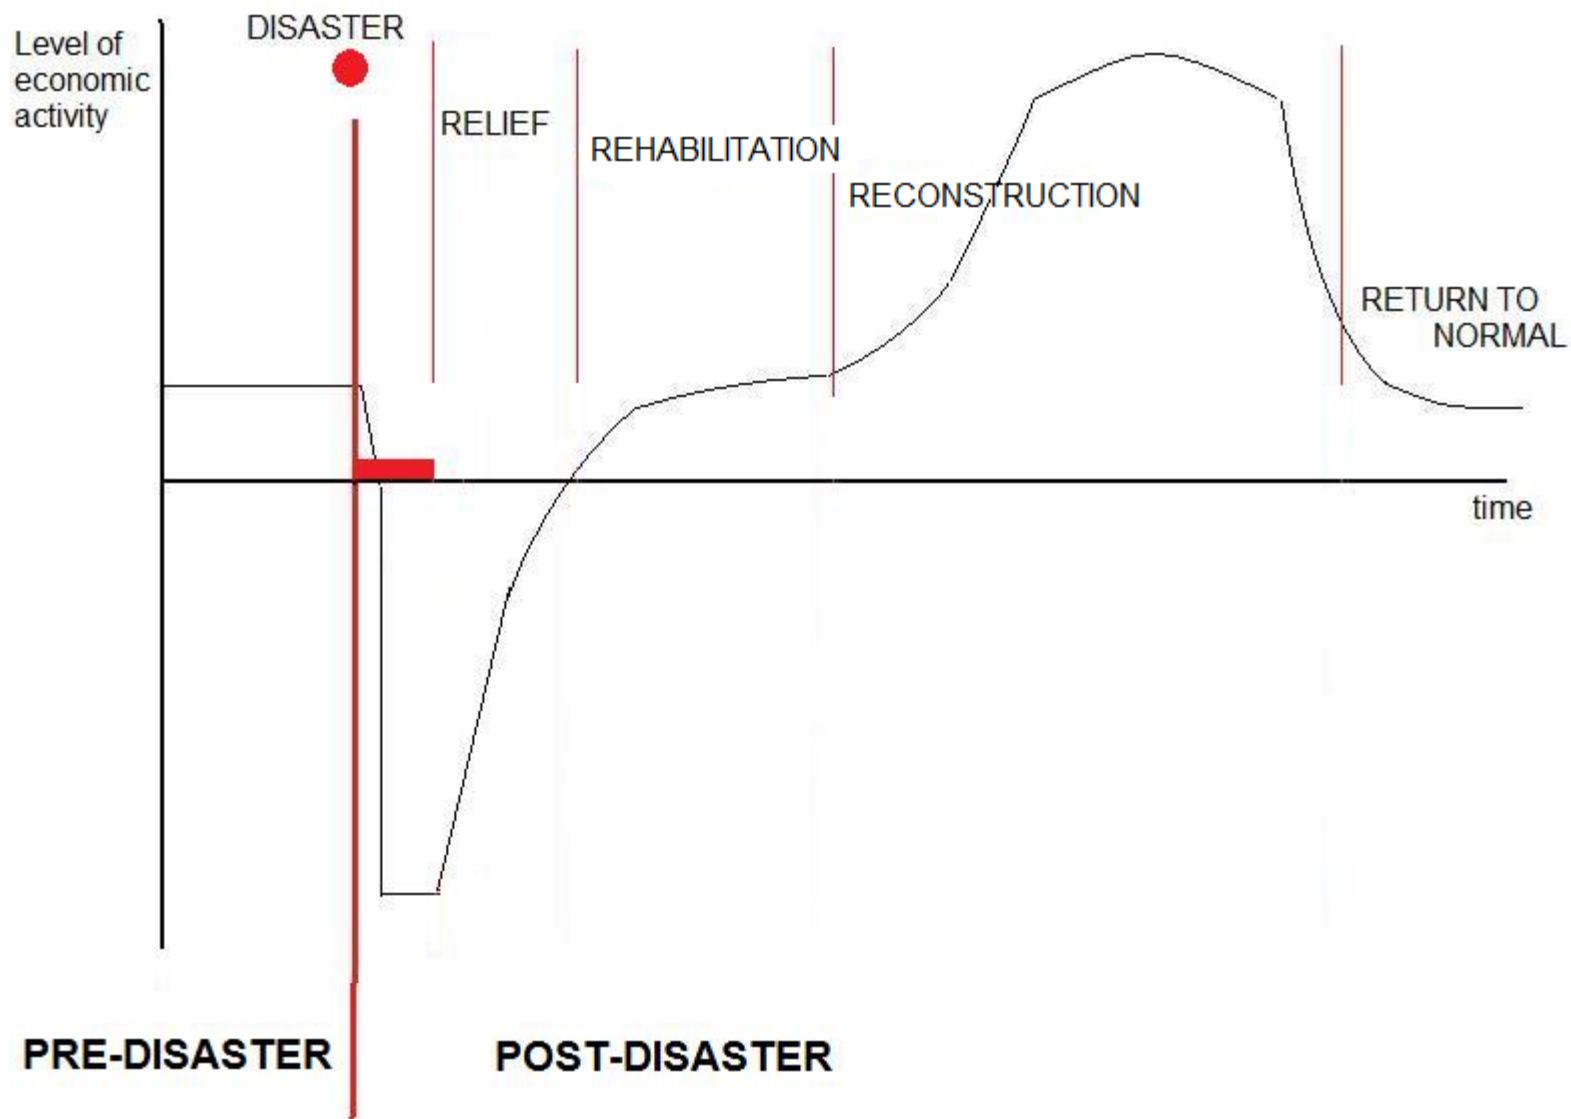 DISASTER
Level of
economic
activity
RELIEF
REHABILITATION
RECONSTRUCTION
RETURN TO
NORMAL
time
PRE-DISASTER
POST-DISASTER